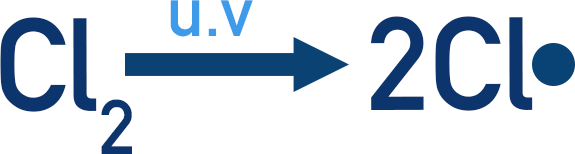 Cl₂ u.v → 2Cl•